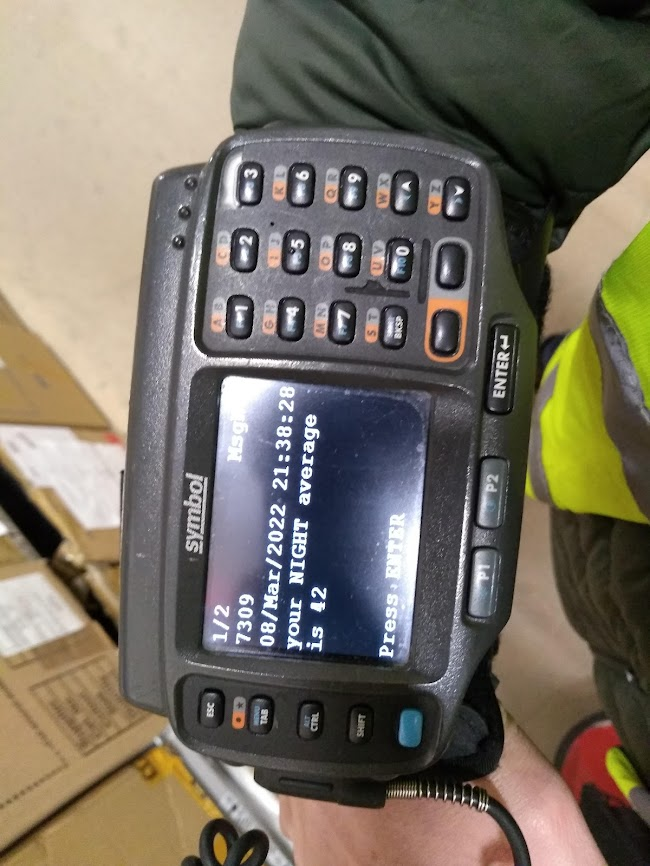 symbol
1/2 Msg
7309
08/Mar/2022 21:38:28
your NIGHT average
is 42
Press ENTER
ESC
TAB
CTRL
SHIFT
P1
P2
ENTER
A B
1
C D
2
3
G H
4
I J
5
K L
6
M N
7
O P
8
Q R
9
S T
BKSP
U V
0
W X
Y Z